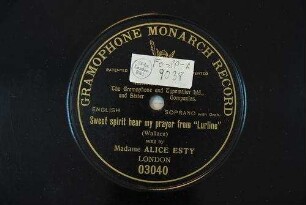 GRAMOPHONE MONARCH RECORD
The Gramophone and Typewriter Ltd.,
and Sister Companies.
ENGLISH SOPRANO
Sweet spirit hear my prayer from "Lurline"
(Wallace)
sung by
Madame ALICE ESTY
LONDON
03040